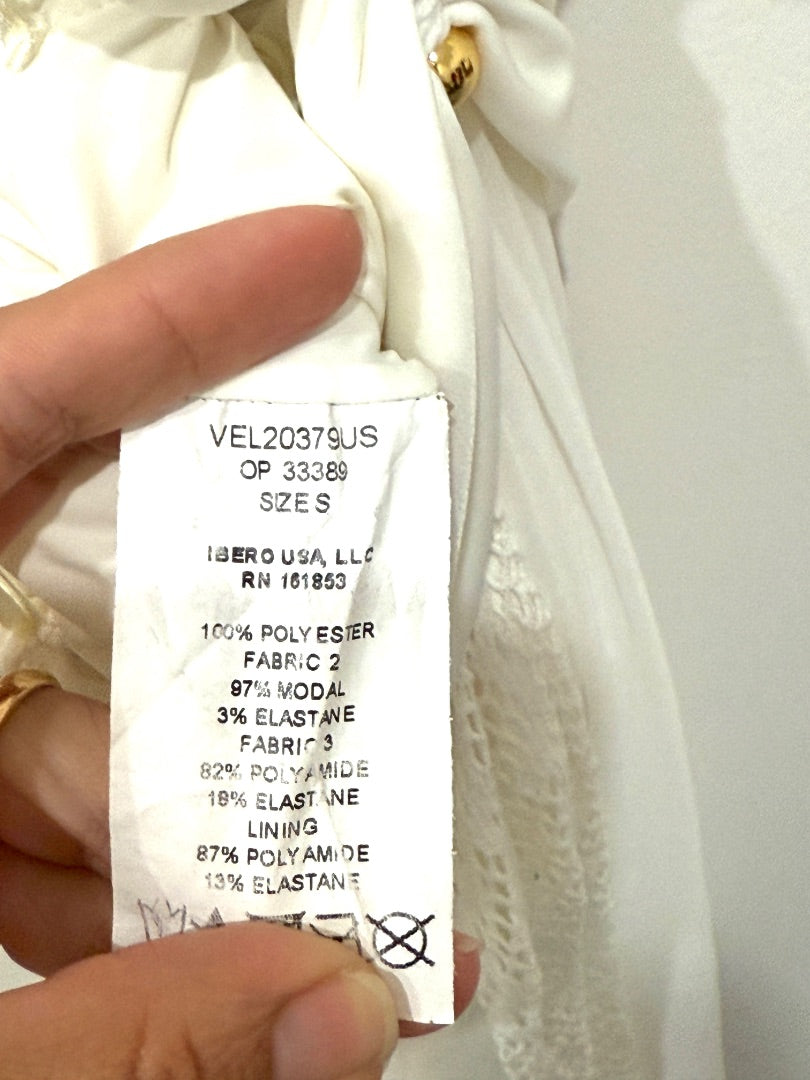 VEL20379US
OP 33389
SIZE S
IBERO USA, LLC
RN 161853
100% POLYESTER
FABRIC 2
97% MODAL
3% ELASTANE
FABRIC 3
82% POLYAMIDE
18% ELASTANE
LINING
87% POLYAMIDE
13% ELASTANE